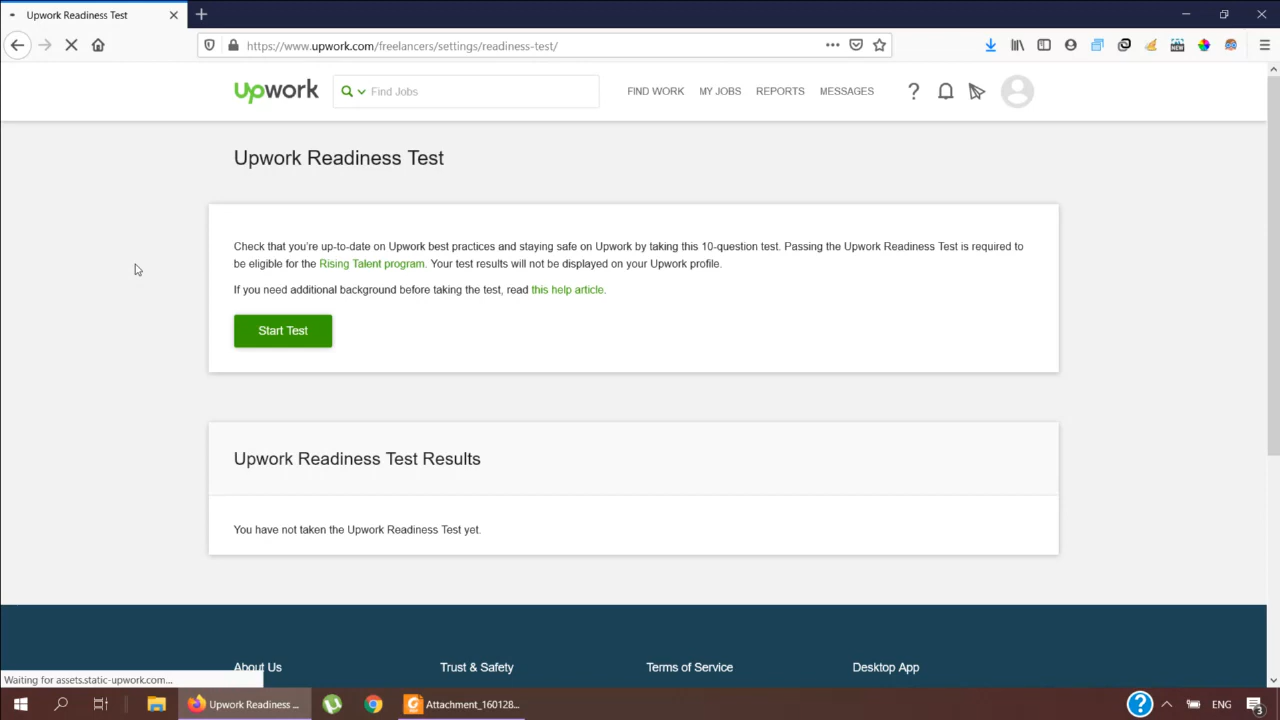 Upwork Readiness Test
https://www.upwork.com/freelancers/settings/readiness-test/
upwork
Find Jobs
FIND WORK MY JOBS REPORTS MESSAGES
Upwork Readiness Test
Check that you're up-to-date on Upwork best practices and staying safe on Upwork by taking this 10-question test. Passing the Upwork Readiness Test is required to
be eligible for the Rising Talent program. Your test results will not be displayed on your Upwork profile.
If you need additional background before taking the test, read this help article.
Start Test
Upwork Readiness Test Results
You have not taken the Upwork Readiness Test yet.
About Us Trust & Safety Terms of Service Desktop App
Waiting for assets.static-upwork.com...
Upwork Readiness ... Attachment_160128... ENG 3